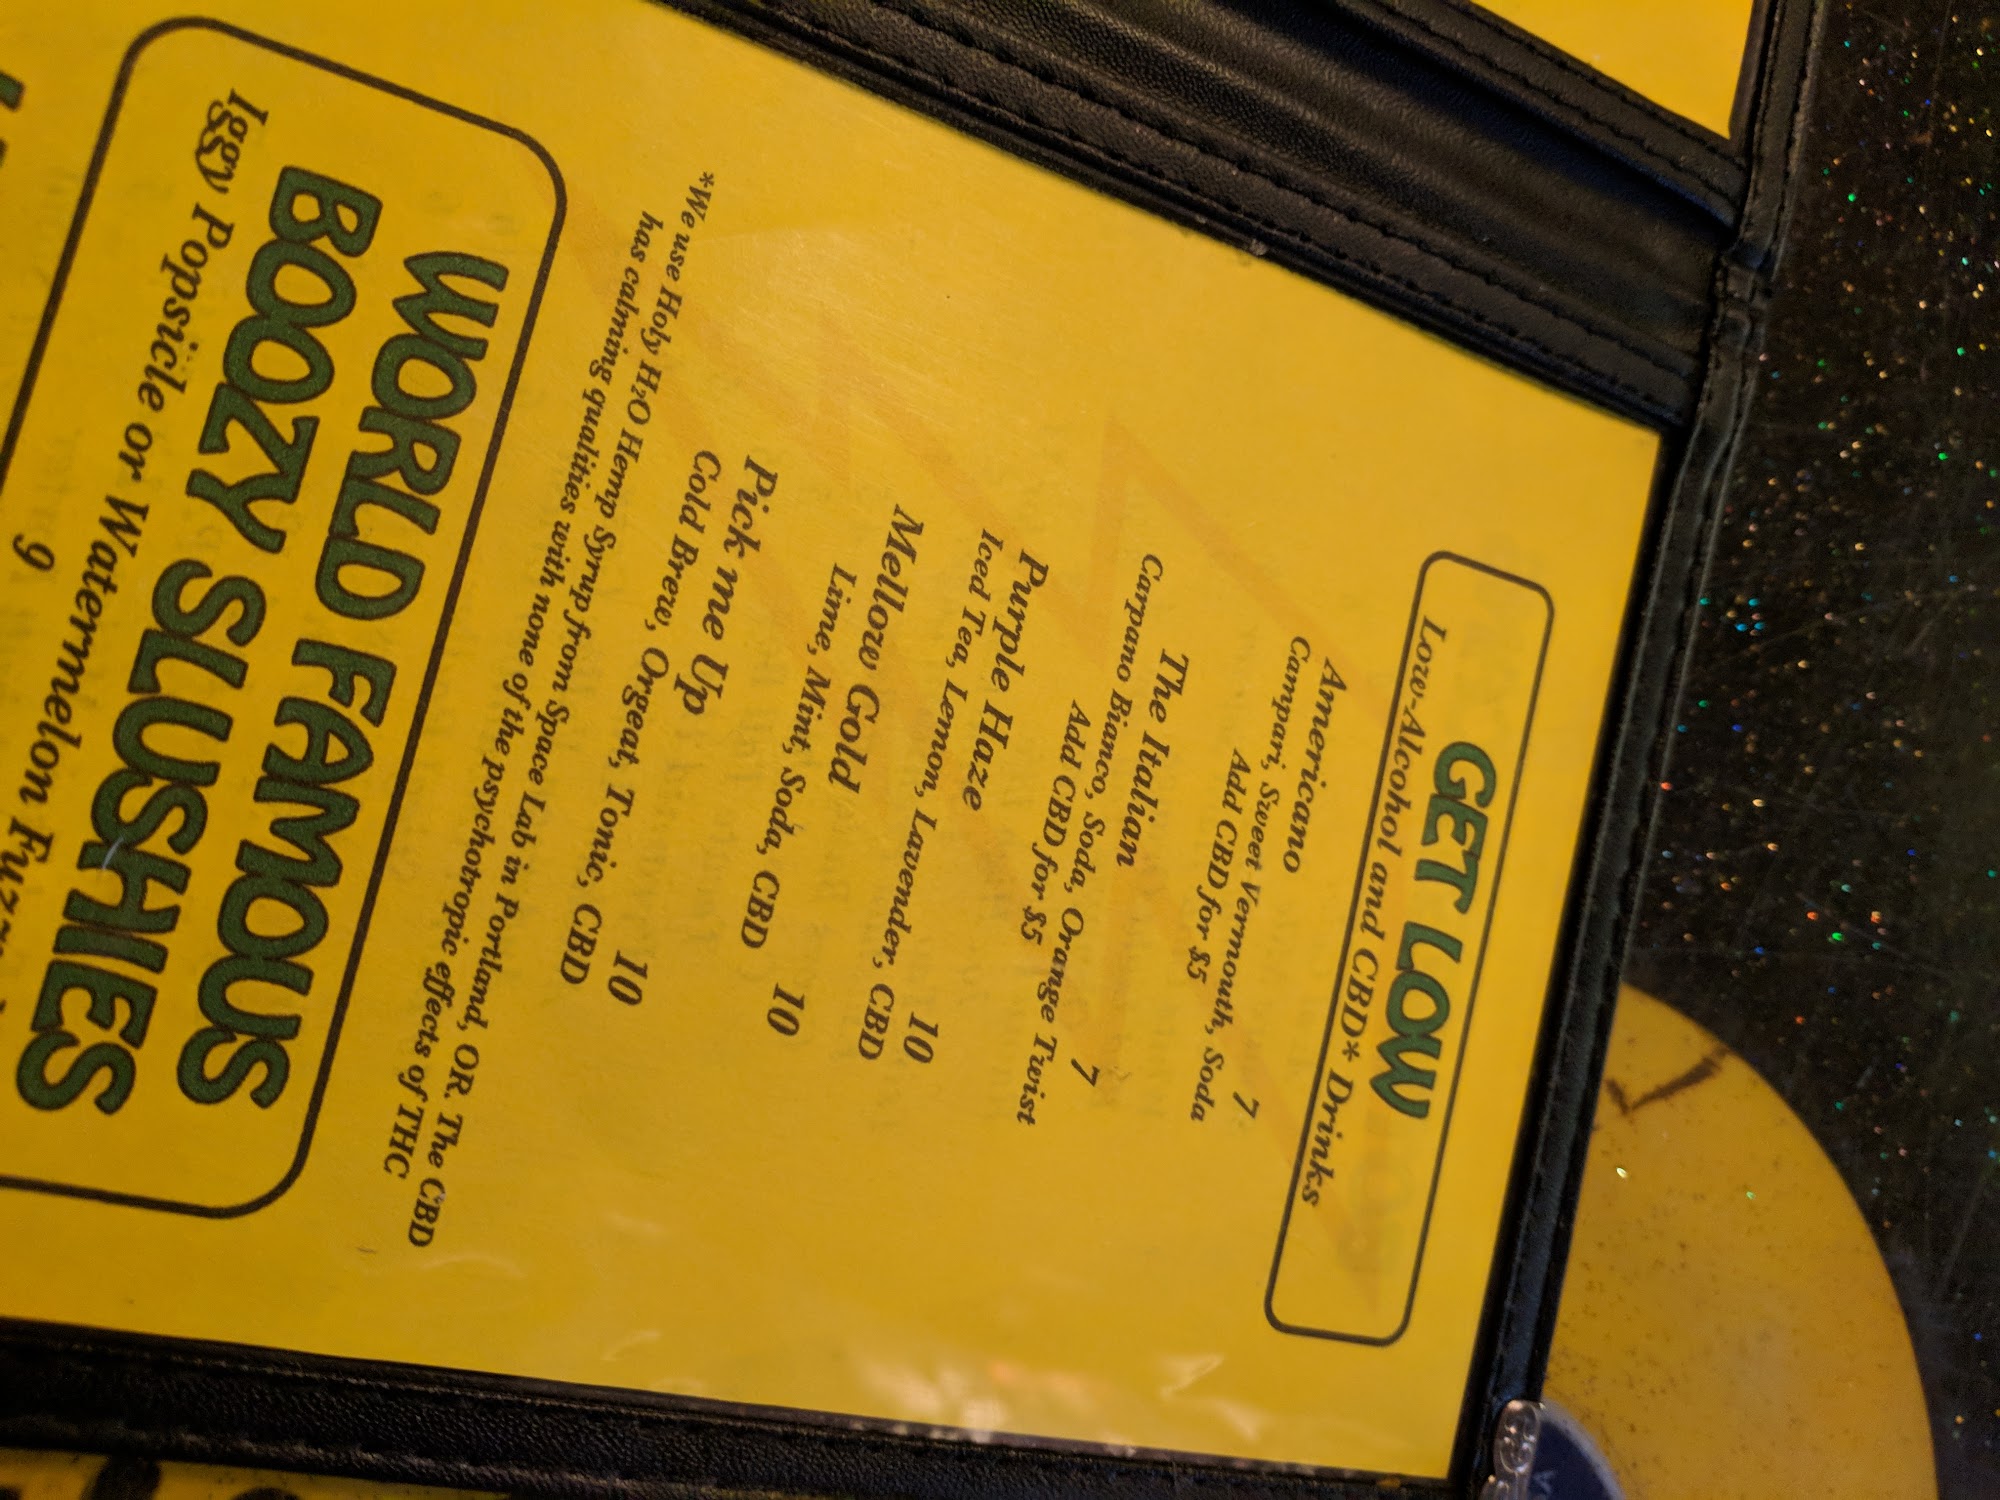 GET LOW
Low-Alcohol and CBD* Drinks
Americano 7
Campari, Sweet Vermouth, Soda
Add CBD for $5
The Italian 7
Carpano Bianco, Soda, Orange Twist
Add CBD for $5
Purple Haze 10
Iced Tea, Lemon, Lavender, CBD
Mellow Gold 10
Lime, Mint, Soda, CBD
Pick me Up 10
Cold Brew, Orgeat, Tonic, CBD
*We use Holy H2O Hemp Syrup from Space Lab in Portland, OR. The CBD
has calming qualities with none of the psychotropic effects of THC
WORLD FAMOUS
BOOZY SLUSHIES
Iggy Popsicle or Watermelon
9